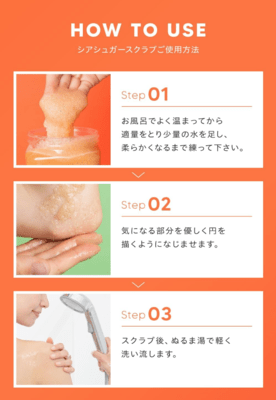 HOW TO USE
シアシュガースクラブご使用方法
Step 01
お風呂でよく温まってから
適量をとり少量の水を足し、
柔らかくなるまで練って下さい。
Step 02
気になる部分を優しく円を
描くようになじませます。
Step 03
スクラブ後、ぬるま湯で軽く
洗い流します。